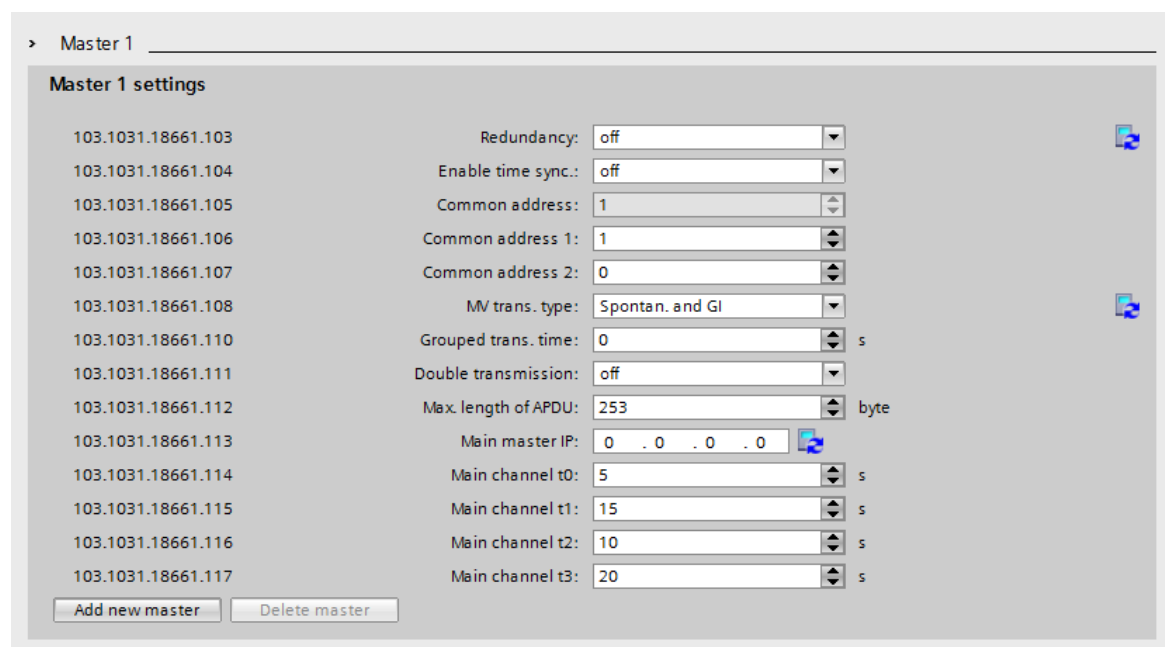 Master 1
Master 1 settings
103.1031.18661.103 Redundancy: off
103.1031.18661.104 Enable time sync.: off
103.1031.18661.105 Common address: 1
103.1031.18661.106 Common address 1: 1
103.1031.18661.107 Common address 2: 0
103.1031.18661.108 MV trans. type: Spontan. and GI
103.1031.18661.110 Grouped trans. time: 0 s
103.1031.18661.111 Double transmission: off
103.1031.18661.112 Max. length of APDU: 253 byte
103.1031.18661.113 Main master IP: 0 . 0 . 0 . 0
103.1031.18661.114 Main channel t0: 5 s
103.1031.18661.115 Main channel t1: 15 s
103.1031.18661.116 Main channel t2: 10 s
103.1031.18661.117 Main channel t3: 20 s
Add new master Delete master